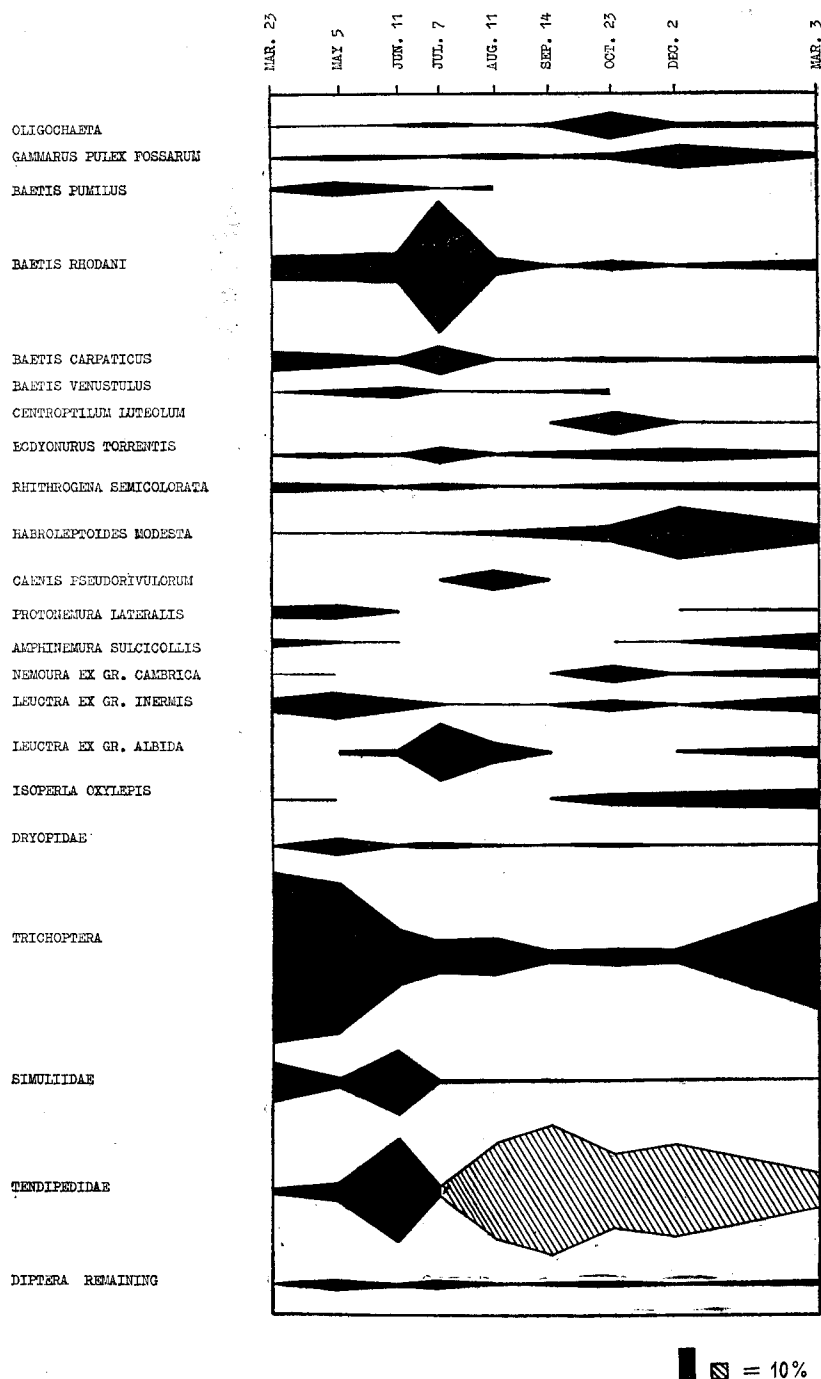 MAR. 23
MAY 5
JUN. 11
JUL. 7
AUG. 11
SEP. 14
OCT. 23
DEC. 2
MAR. 3
OLIGOCHAETA
GAMMARUS PULEX FOSSARUM
BAETIS PUMILUS
BAETIS RHODANI
BAETIS CARPATICUS
BAETIS VENUSTULUS
CENTROPTILUM LUTEOLUM
ECDYONURUS TORRENTIS
RHITHROGENA SEMICOLORATA
HABROLEPTOIDES MODESTA
CAENIS PSEUDORIVULORUM
PROTONEMURA LATERALIS
AMPHINEMURA SULCICOLLIS
NEMOURA EX GR. CAMBRICA
LEUCTRA EX GR. INERMIS
LEUCTRA EX GR. ALBIDA
ISOPERLA OXYLEPIS
DRYOPIDAE
TRICHOPTERA
SIMULIIDAE
TENDIPEDIDAE
DIPTERA REMAINING
= 10%